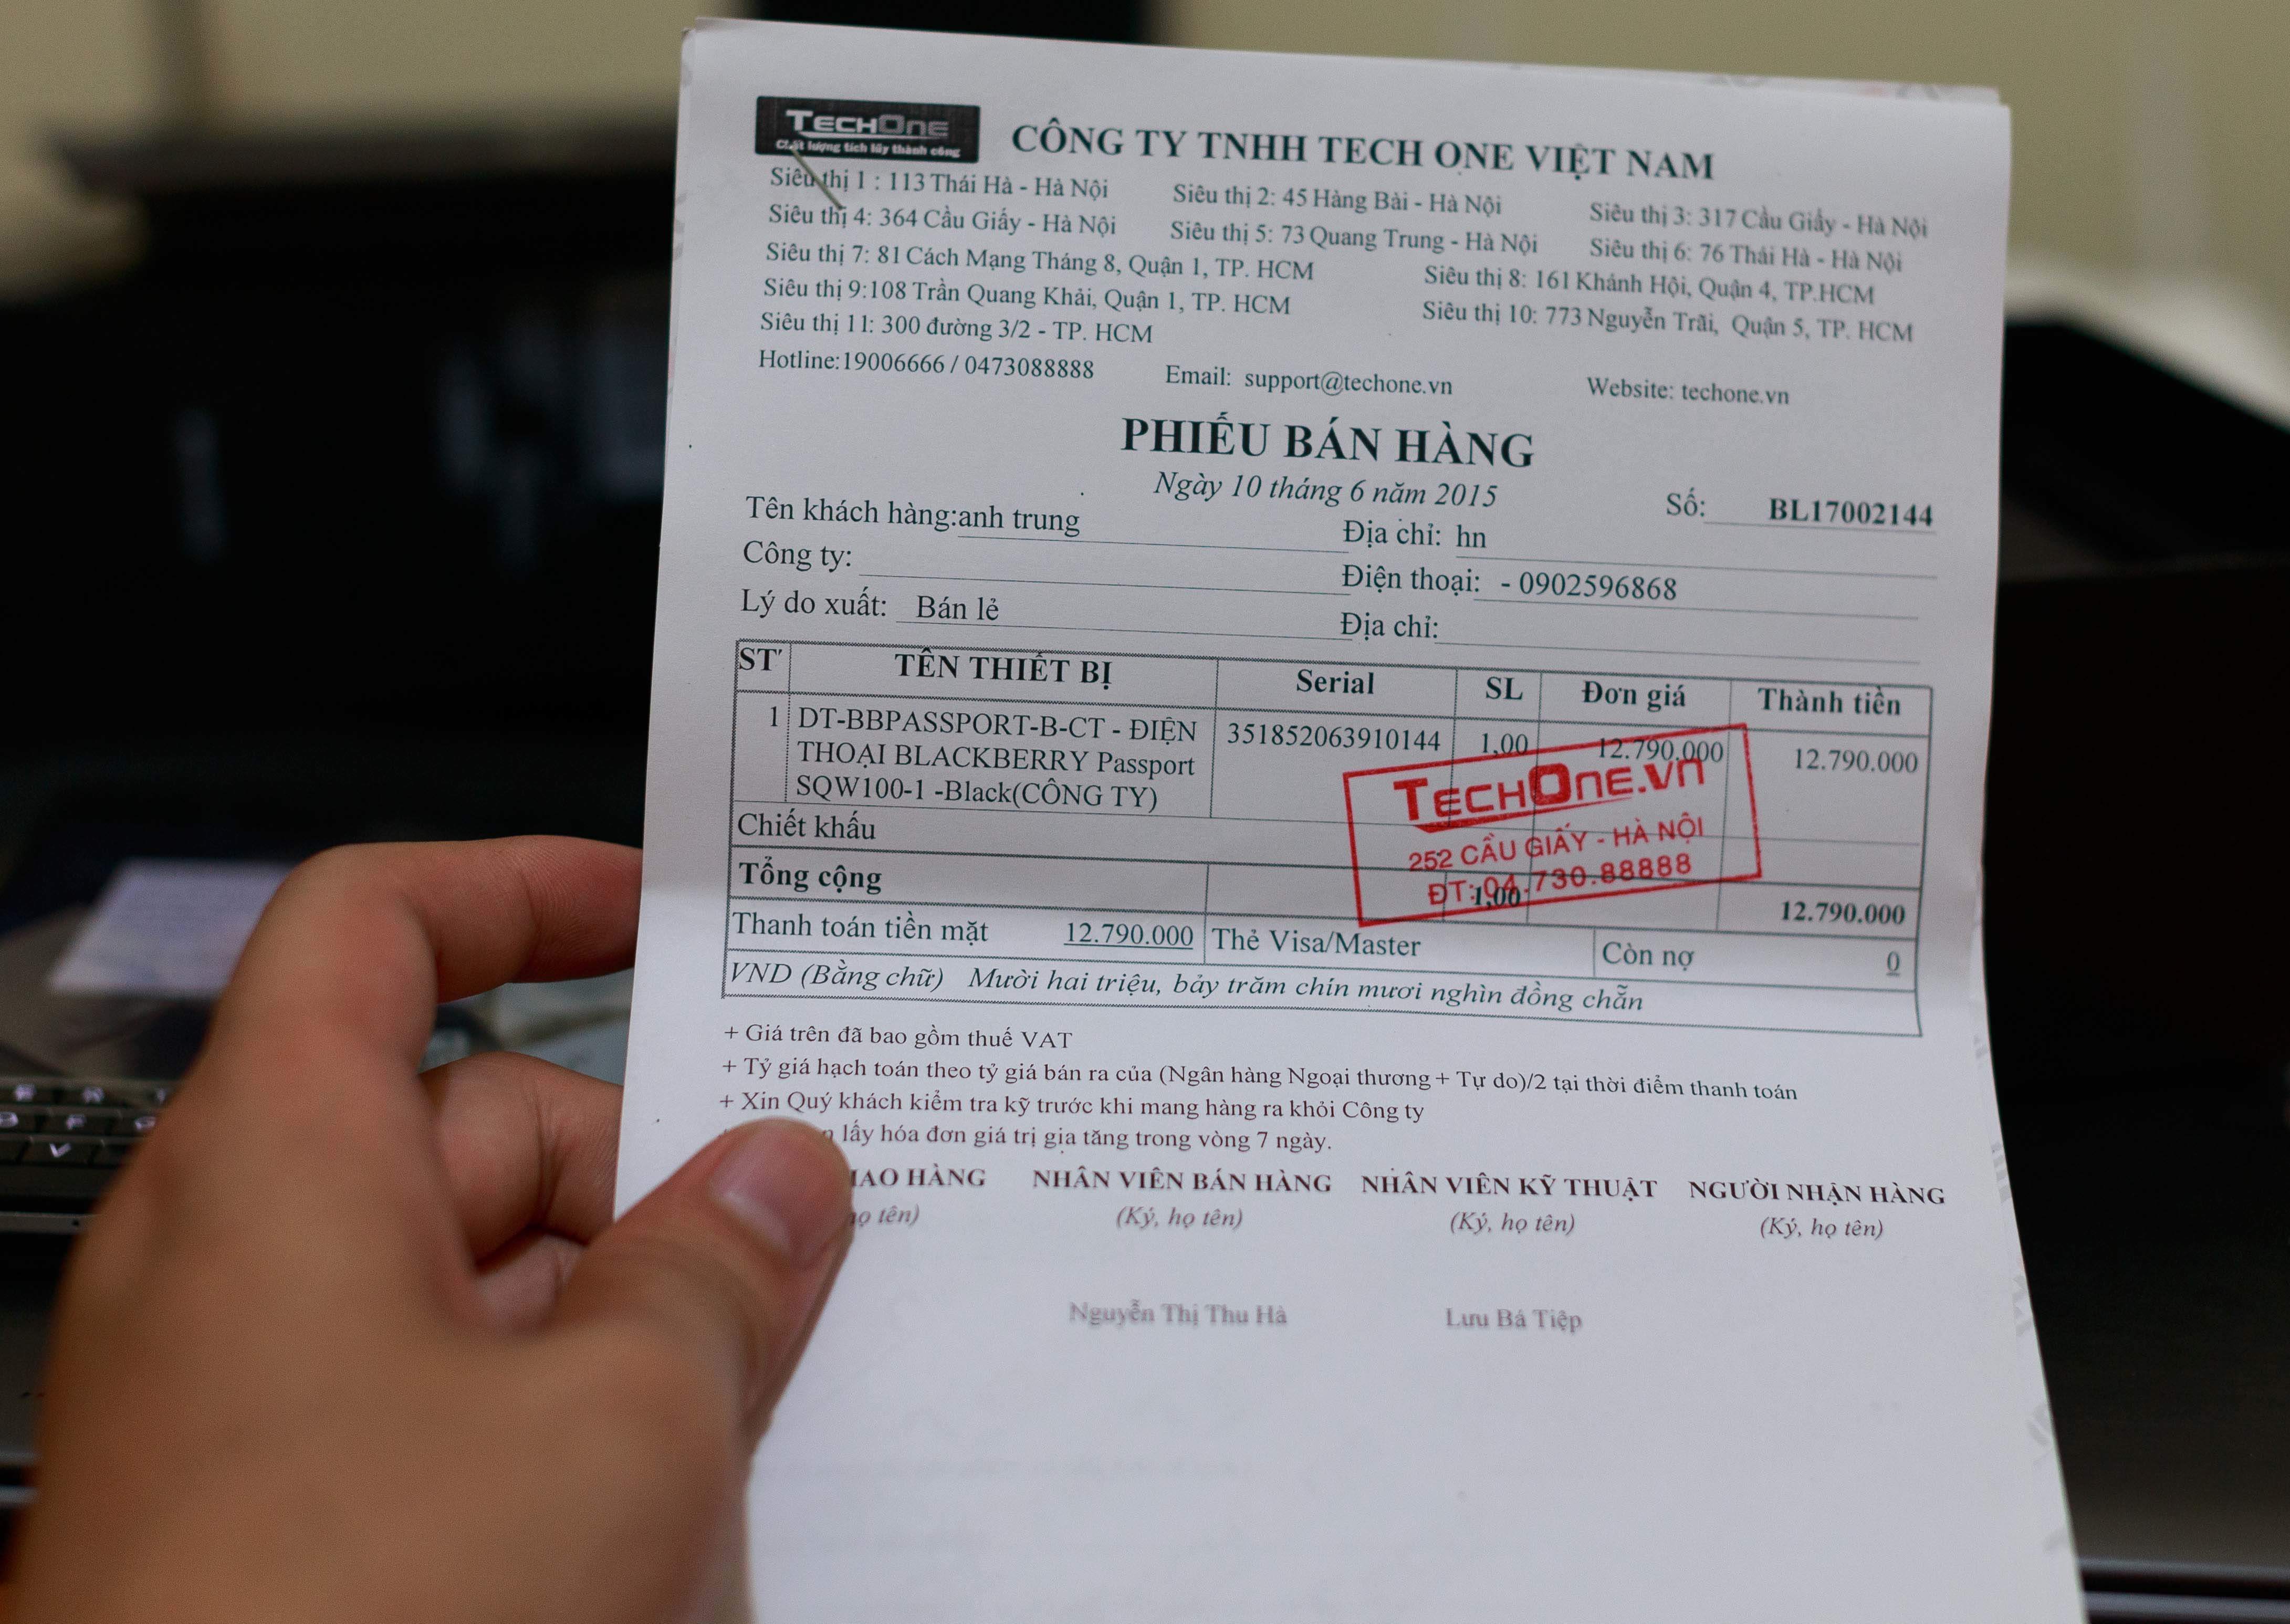 TECHONE
Chất lượng tích lũy thành công
CÔNG TY TNHH TECH ONE VIỆT NAM
Siêu thị 1 : 113 Thái Hà - Hà Nội Siêu thị 2: 45 Hàng Bài - Hà Nội Siêu thị 3: 317 Cầu Giấy - Hà Nội
Siêu thị 4: 364 Cầu Giấy - Hà Nội Siêu thị 5: 73 Quang Trung - Hà Nội Siêu thị 6: 76 Thái Hà - Hà Nội
Siêu thị 7: 81 Cách Mạng Tháng 8, Quận 1, TP. HCM Siêu thị 8: 161 Khánh Hội, Quận 4, TP.HCM
Siêu thị 9:108 Trần Quang Khải, Quận 1, TP. HCM Siêu thị 10: 773 Nguyễn Trãi, Quận 5, TP. HCM
Siêu thị 11: 300 đường 3/2 - TP. HCM
Hotline:19006666 / 0473088888 Email: support@techone.vn Website: techone.vn
PHIẾU BÁN HÀNG
Ngày 10 tháng 6 năm 2015 Số: BL17002144
Tên khách hàng:anh trung Địa chỉ: hn
Công ty: Điện thoại: - 0902596868
Lý do xuất: Bán lẻ Địa chỉ:
ST TÊN THIẾT BỊ Serial SL Đơn giá Thành tiền
1 DT-BBPASSPORT-B-CT - ĐIỆN 351852063910144 1,00 12.790.000 12.790.000
THOẠI BLACKBERRY Passport
SQW100-1 -Black(CÔNG TY)
TECHONE.VN
252 CẦU GIẤY - HÀ NỘI
ĐT: 04.730.88888
Chiết khấu
Tổng cộng 1,00 12.790.000
Thanh toán tiền mặt 12.790.000 Thẻ Visa/Master Còn nợ 0
VND (Bằng chữ) Mười hai triệu, bảy trăm chín mươi nghìn đồng chẵn
+ Giá trên đã bao gồm thuế VAT
+ Tỷ giá hạch toán theo tỷ giá bán ra của (Ngân hàng Ngoại thương + Tự do)/2 tại thời điểm thanh toán
+ Xin Quý khách kiểm tra kỹ trước khi mang hàng ra khỏi Công ty
lấy hóa đơn giá trị gia tăng trong vòng 7 ngày.
HÀNG NHÂN VIÊN BÁN HÀNG NHÂN VIÊN KỸ THUẬT NGƯỜI NHẬN HÀNG
tên) (Ký, họ tên) (Ký, họ tên) (Ký, họ tên)
Nguyễn Thị Thu Hà Lưu Bá Tiệp